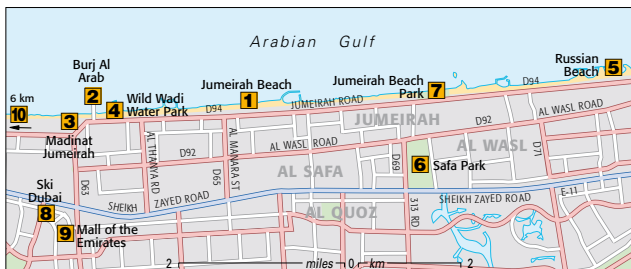 Arabian Gulf
Russian
Beach
5
Burj Al
Arab
2
Jumeirah Beach
1
Jumeirah Beach
Park
7
D94
6 km
10
3
4
Wild Wadi
Water Park
D94
JUMEIRAH ROAD
Madinat
Jumeirah
JUMEIRAH
D92
AL WASL ROAD
AL THANYA RD
D92
D65
AL MANARA ST
AL WASL ROAD
D69
AL WASL
D71
AL SAFA
6
Safa Park
Ski
Dubai
D63
SHEIKH
ZAYED ROAD
SHEIKH ZAYED ROAD
E-11
8
AL QUOZ
313 RD
9
Mall of the
Emirates
2 miles 0 km 2